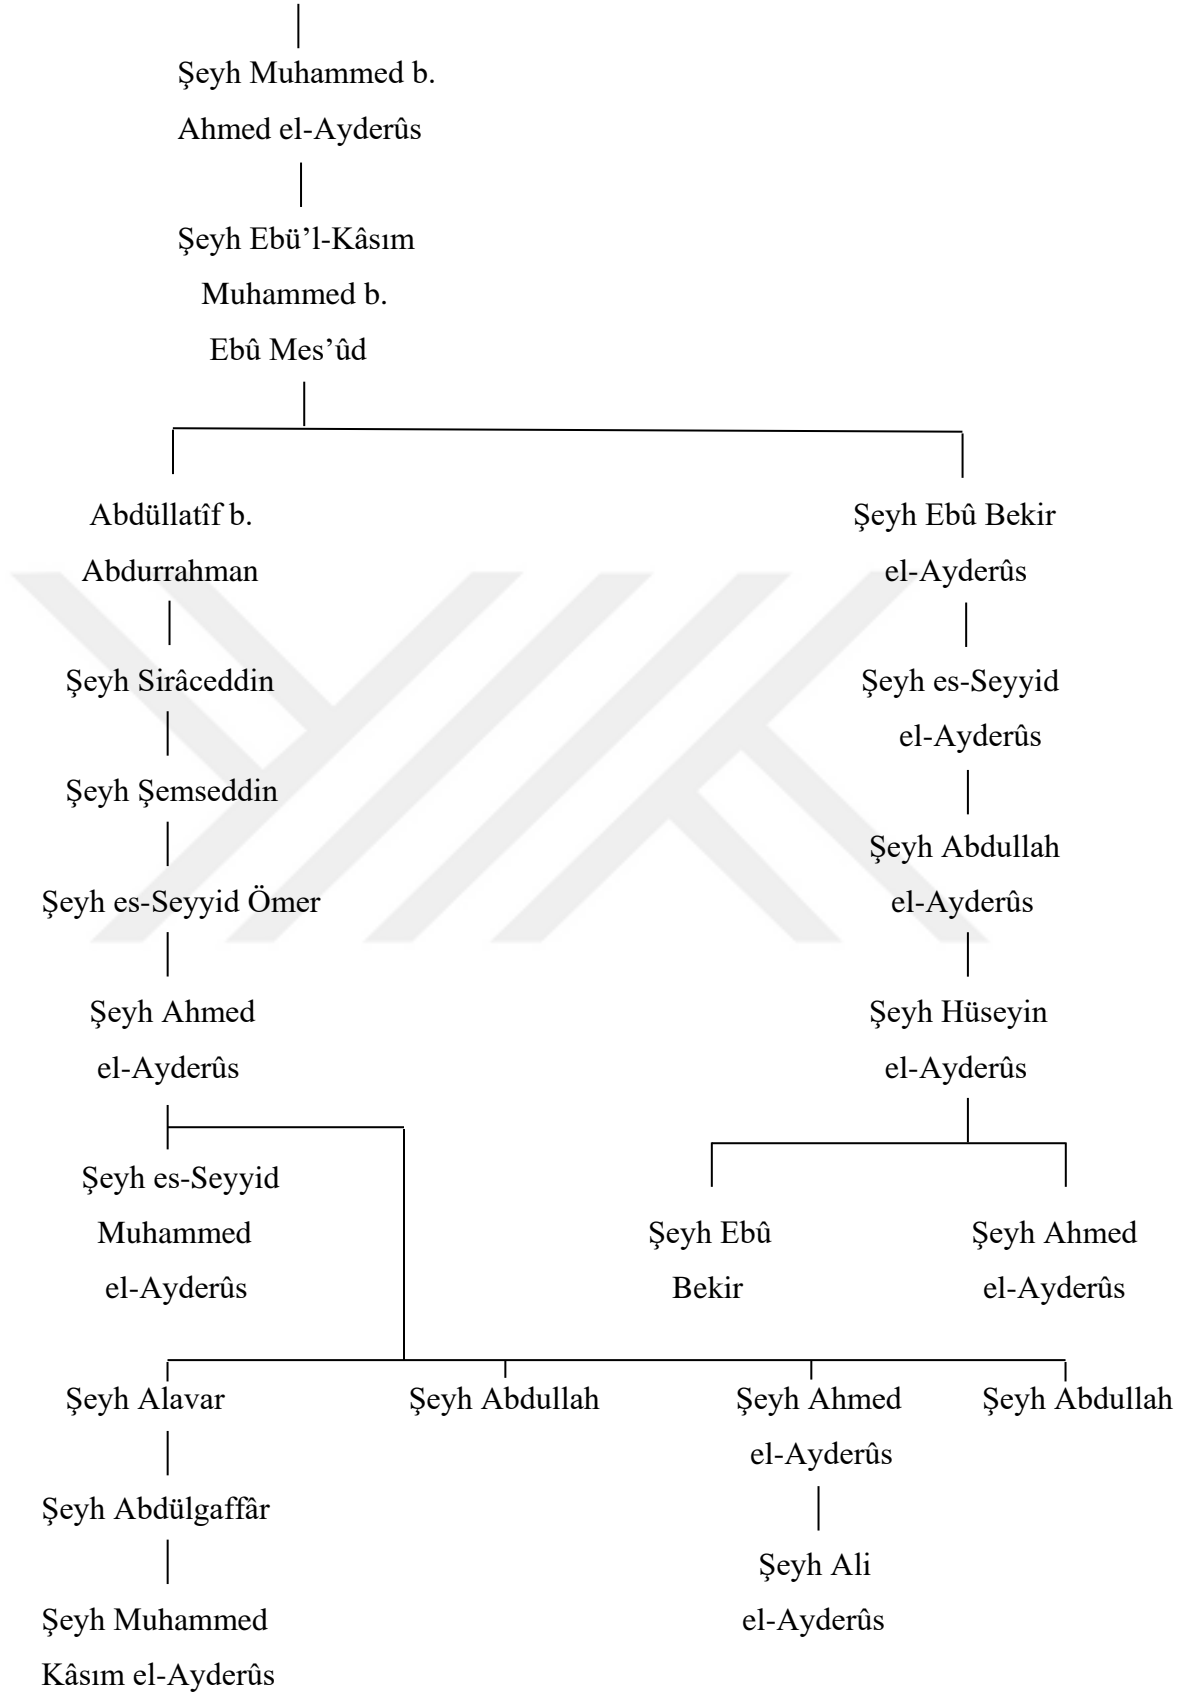 Şeyh Muhammed b.
Ahmed el-Ayderûs
Şeyh Ebü’l-Kâsım
Muhammed b.
Ebû Mes’ûd
Abdüllatîf b.
Abdurrahman
Şeyh Ebû Bekir
el-Ayderûs
Şeyh Sirâceddin
Şeyh es-Seyyid
el-Ayderûs
Şeyh Şemseddin
Şeyh Abdullah
el-Ayderûs
Şeyh es-Seyyid Ömer
Şeyh Ahmed
el-Ayderûs
Şeyh Hüseyin
el-Ayderûs
Şeyh es-Seyyid
Muhammed
el-Ayderûs
Şeyh Ebû
Bekir
Şeyh Ahmed
el-Ayderûs
Şeyh Alavar
Şeyh Abdullah
Şeyh Ahmed
el-Ayderûs
Şeyh Abdullah
Şeyh Abdülgaffâr
Şeyh Ali
el-Ayderûs
Şeyh Muhammed
Kâsım el-Ayderûs